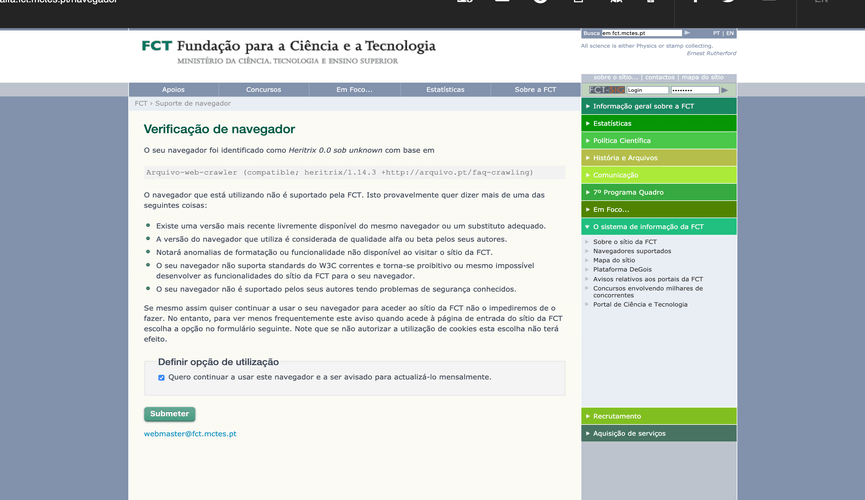 alfa.fct.mctes.pt/navegador
EN
FCT Fundação para a Ciência e a Tecnologia
MINISTÉRIO DA CIÊNCIA, TECNOLOGIA E ENSINO SUPERIOR
Busca em fct.mctes.pt PT | EN
All science is either Physics or stamp collecting.
Ernest Rutherford
sobre o sítio... | contactos | mapa do sítio
Apoios Concursos Em Foco... Estatísticas Sobre a FCT
Login ••••••••
FCT › Suporte de navegador
Verificação de navegador
O seu navegador foi identificado como Heritrix 0.0 sob unknown com base em
Arquivo-web-crawler (compatible; heritrix/1.14.3 +http://arquivo.pt/faq-crawling)
O navegador que está utilizando não é suportado pela FCT. Isto provavelmente quer dizer mais de uma das
seguintes coisas:
Existe uma versão mais recente livremente disponível do mesmo navegador ou um substituto adequado.
A versão do navegador que utiliza é considerada de qualidade alfa ou beta pelos seus autores.
Notará anomalias de formatação ou funcionalidade não disponível ao visitar o sítio da FCT.
O seu navegador não suporta standards do W3C correntes e torna-se proibitivo ou mesmo impossível
desenvolver as funcionalidades do sítio da FCT para o seu navegador.
O seu navegador não é suportado pelos seus autores tendo problemas de segurança conhecidos.
Se mesmo assim quiser continuar a usar o seu navegador para aceder ao sítio da FCT não o impediremos de o
fazer. No entanto, para ver menos frequentemente este aviso quando acede à página de entrada do sítio da FCT
escolha a opção no formulário seguinte. Note que se não autorizar a utilização de cookies esta escolha não terá
efeito.
Definir opção de utilização
Quero continuar a usar este navegador e a ser avisado para actualizá-lo mensalmente.
Submeter
webmaster@fct.mctes.pt
Informação geral sobre a FCT
Estatísticas
Política Científica
História e Arquivos
Comunicação
7º Programa Quadro
Em Foco...
O sistema de informação da FCT
Sobre o sítio da FCT
Navegadores suportados
Mapa do sítio
Plataforma DeGois
Avisos relativos aos portais da FCT
Concursos envolvendo milhares de
concorrentes
Portal de Ciência e Tecnologia
Recrutamento
Aquisição de serviços